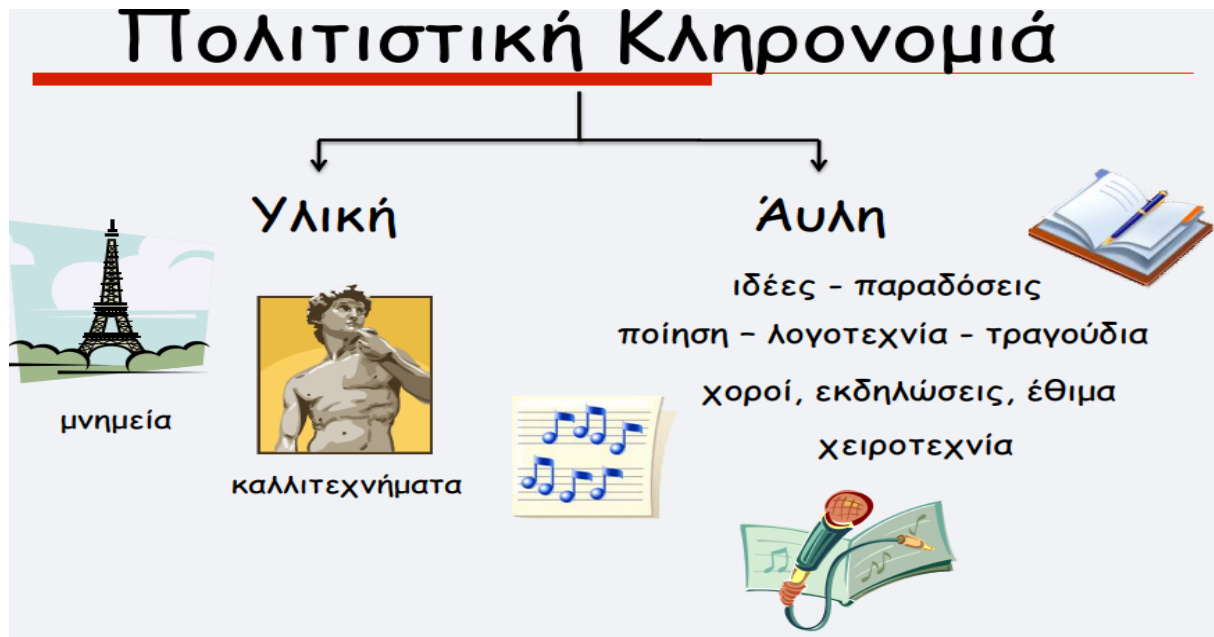 Πολιτιστική Κληρονομιά
Υλική
Άυλη
μνημεία
καλλιτεχνήματα
ιδέες - παραδόσεις
ποίηση - λογοτεχνία - τραγούδια
χοροί, εκδηλώσεις, έθιμα
χειροτεχνία